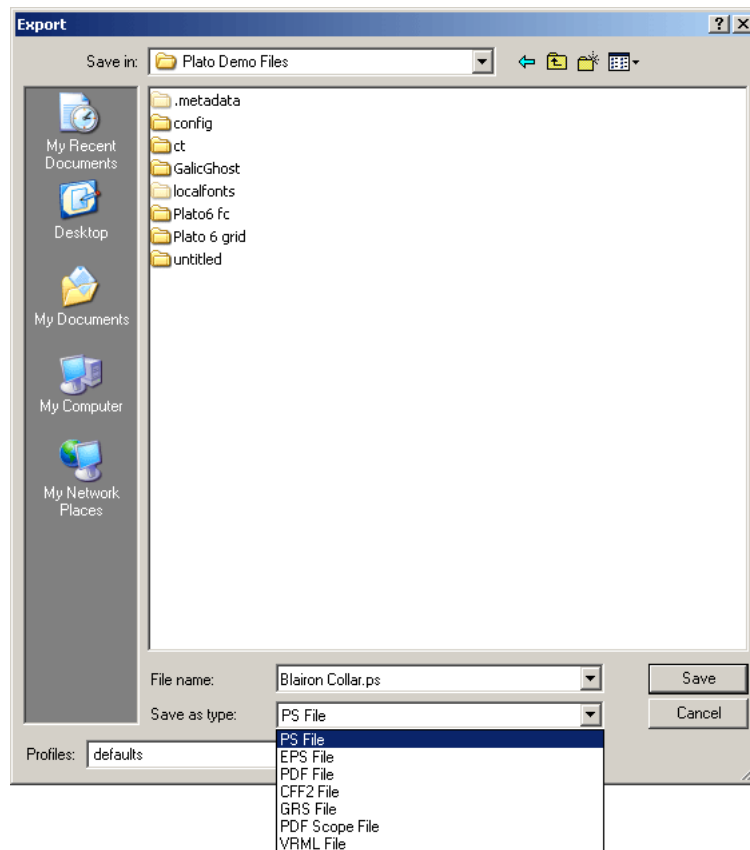 Export
Save in: Plato Demo Files
My Recent
Documents
Desktop
My Documents
My Computer
My Network
Places
.metadata
config
ct
GalicGhost
localfonts
Plato6 fc
Plato 6 grid
untitled
File name: Blairon Collar.ps Save
Save as type: PS File Cancel
Profiles: defaults
PS File
EPS File
PDF File
CFF2 File
GRS File
PDF Scope File
VRML File